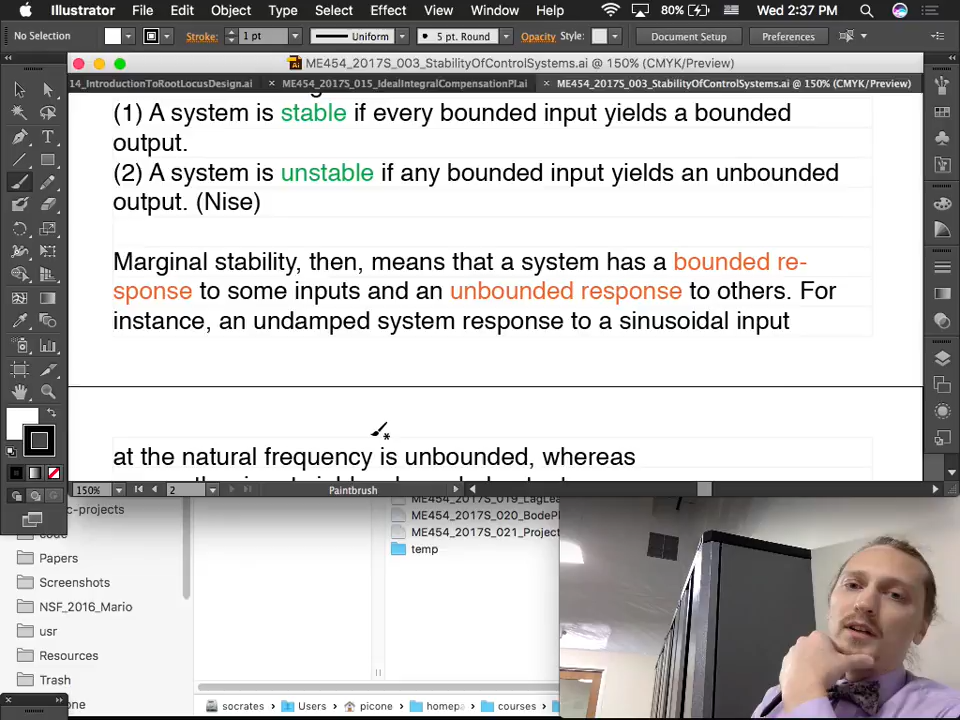 Illustrator File Edit Object Type Select Effect View Window Help 80% Wed 2:37 PM
No Selection Stroke: 1 pt Uniform 5 pt. Round Opacity Style: Document Setup Preferences
ME454_2017S_003_StabilityOfControlSystems.ai @ 150% (CMYK/Preview)
14_IntroductionToRootLocusDesign.ai × ME454_2017S_015_IdealIntegralCompensationPI.ai × ME454_2017S_003_StabilityOfControlSystems.ai @ 150% (CMYK/Preview)
(1) A system is stable if every bounded input yields a bounded
output.
(2) A system is unstable if any bounded input yields an unbounded
output. (Nise)
Marginal stability, then, means that a system has a bounded re-
sponse to some inputs and an unbounded response to others. For
instance, an undamped system response to a sinusoidal input
at the natural frequency is unbounded, whereas
150% 2 Paintbrush
c-projects
code
Papers
Screenshots
NSF_2016_Mario
usr
Resources
Trash
ME454_2017S_019_LagLea
ME454_2017S_020_BodeP
ME454_2017S_021_Project
temp
socrates Users picone homepa courses